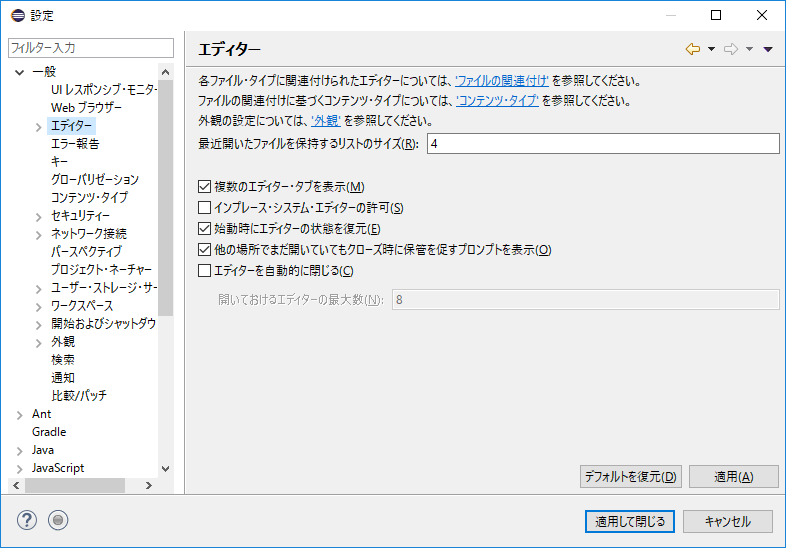 設定
フィルター入力
一般
UI レスポンシブ・モニター
Web ブラウザー
エディター
エラー報告
キー
グローバリゼーション
コンテンツ・タイプ
セキュリティー
ネットワーク接続
パースペクティブ
プロジェクト・ネーチャー
ユーザー・ストレージ・サー
ワークスペース
開始およびシャットダウ
外観
検索
通知
比較/パッチ
Ant
Gradle
Java
JavaScript
エディター
各ファイル・タイプに関連付けられたエディターについては、'ファイルの関連付け' を参照してください。
ファイルの関連付けに基づくコンテンツ・タイプについては、'コンテンツ・タイプ' を参照してください。
外観の設定については、'外観' を参照してください。
最近開いたファイルを保持するリストのサイズ(R): 4
複数のエディター・タブを表示(M)
インプレース・システム・エディターの許可(S)
始動時にエディターの状態を復元(E)
他の場所でまだ開いていてもクローズ時に保管を促すプロンプトを表示(O)
エディターを自動的に閉じる(C)
開いておけるエディターの最大数(N): 8
デフォルトを復元(D) 適用(A)
? 適用して閉じる キャンセル